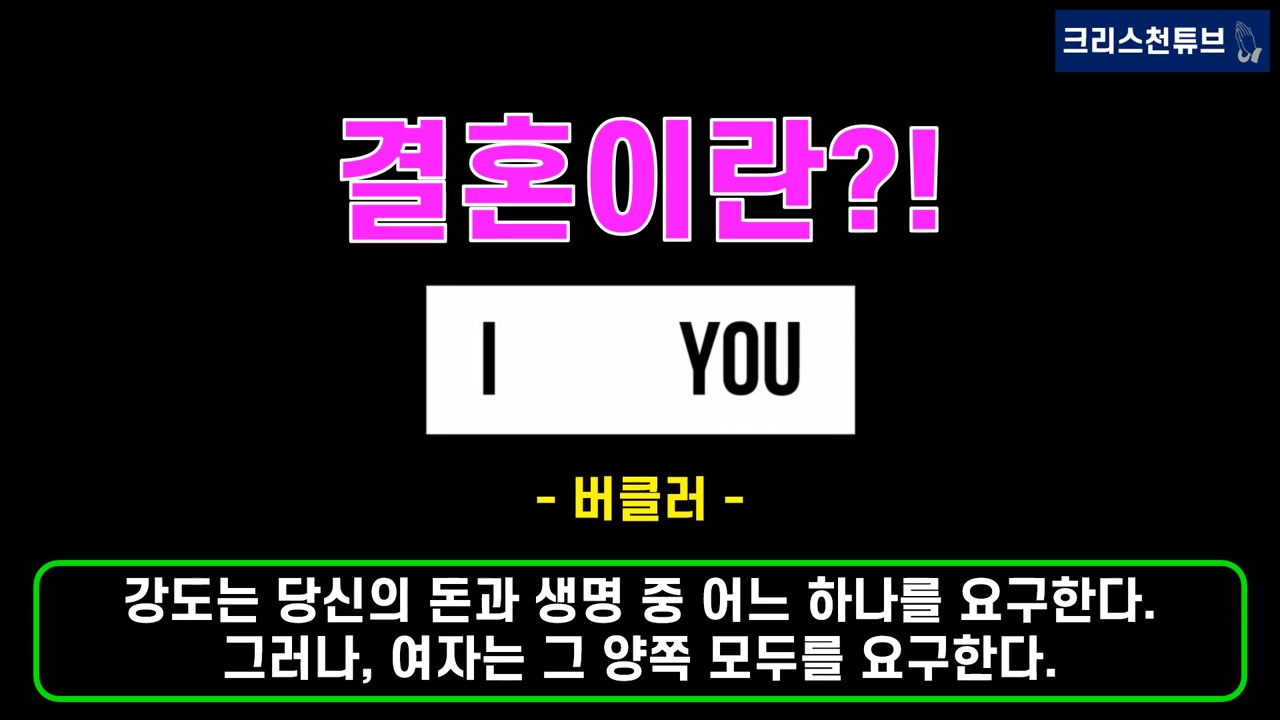 크리스천튜브
결혼이란?!
I YOU
- 버클러 -
강도는 당신의 돈과 생명 중 어느 하나를 요구한다.
그러나, 여자는 그 양쪽 모두를 요구한다.